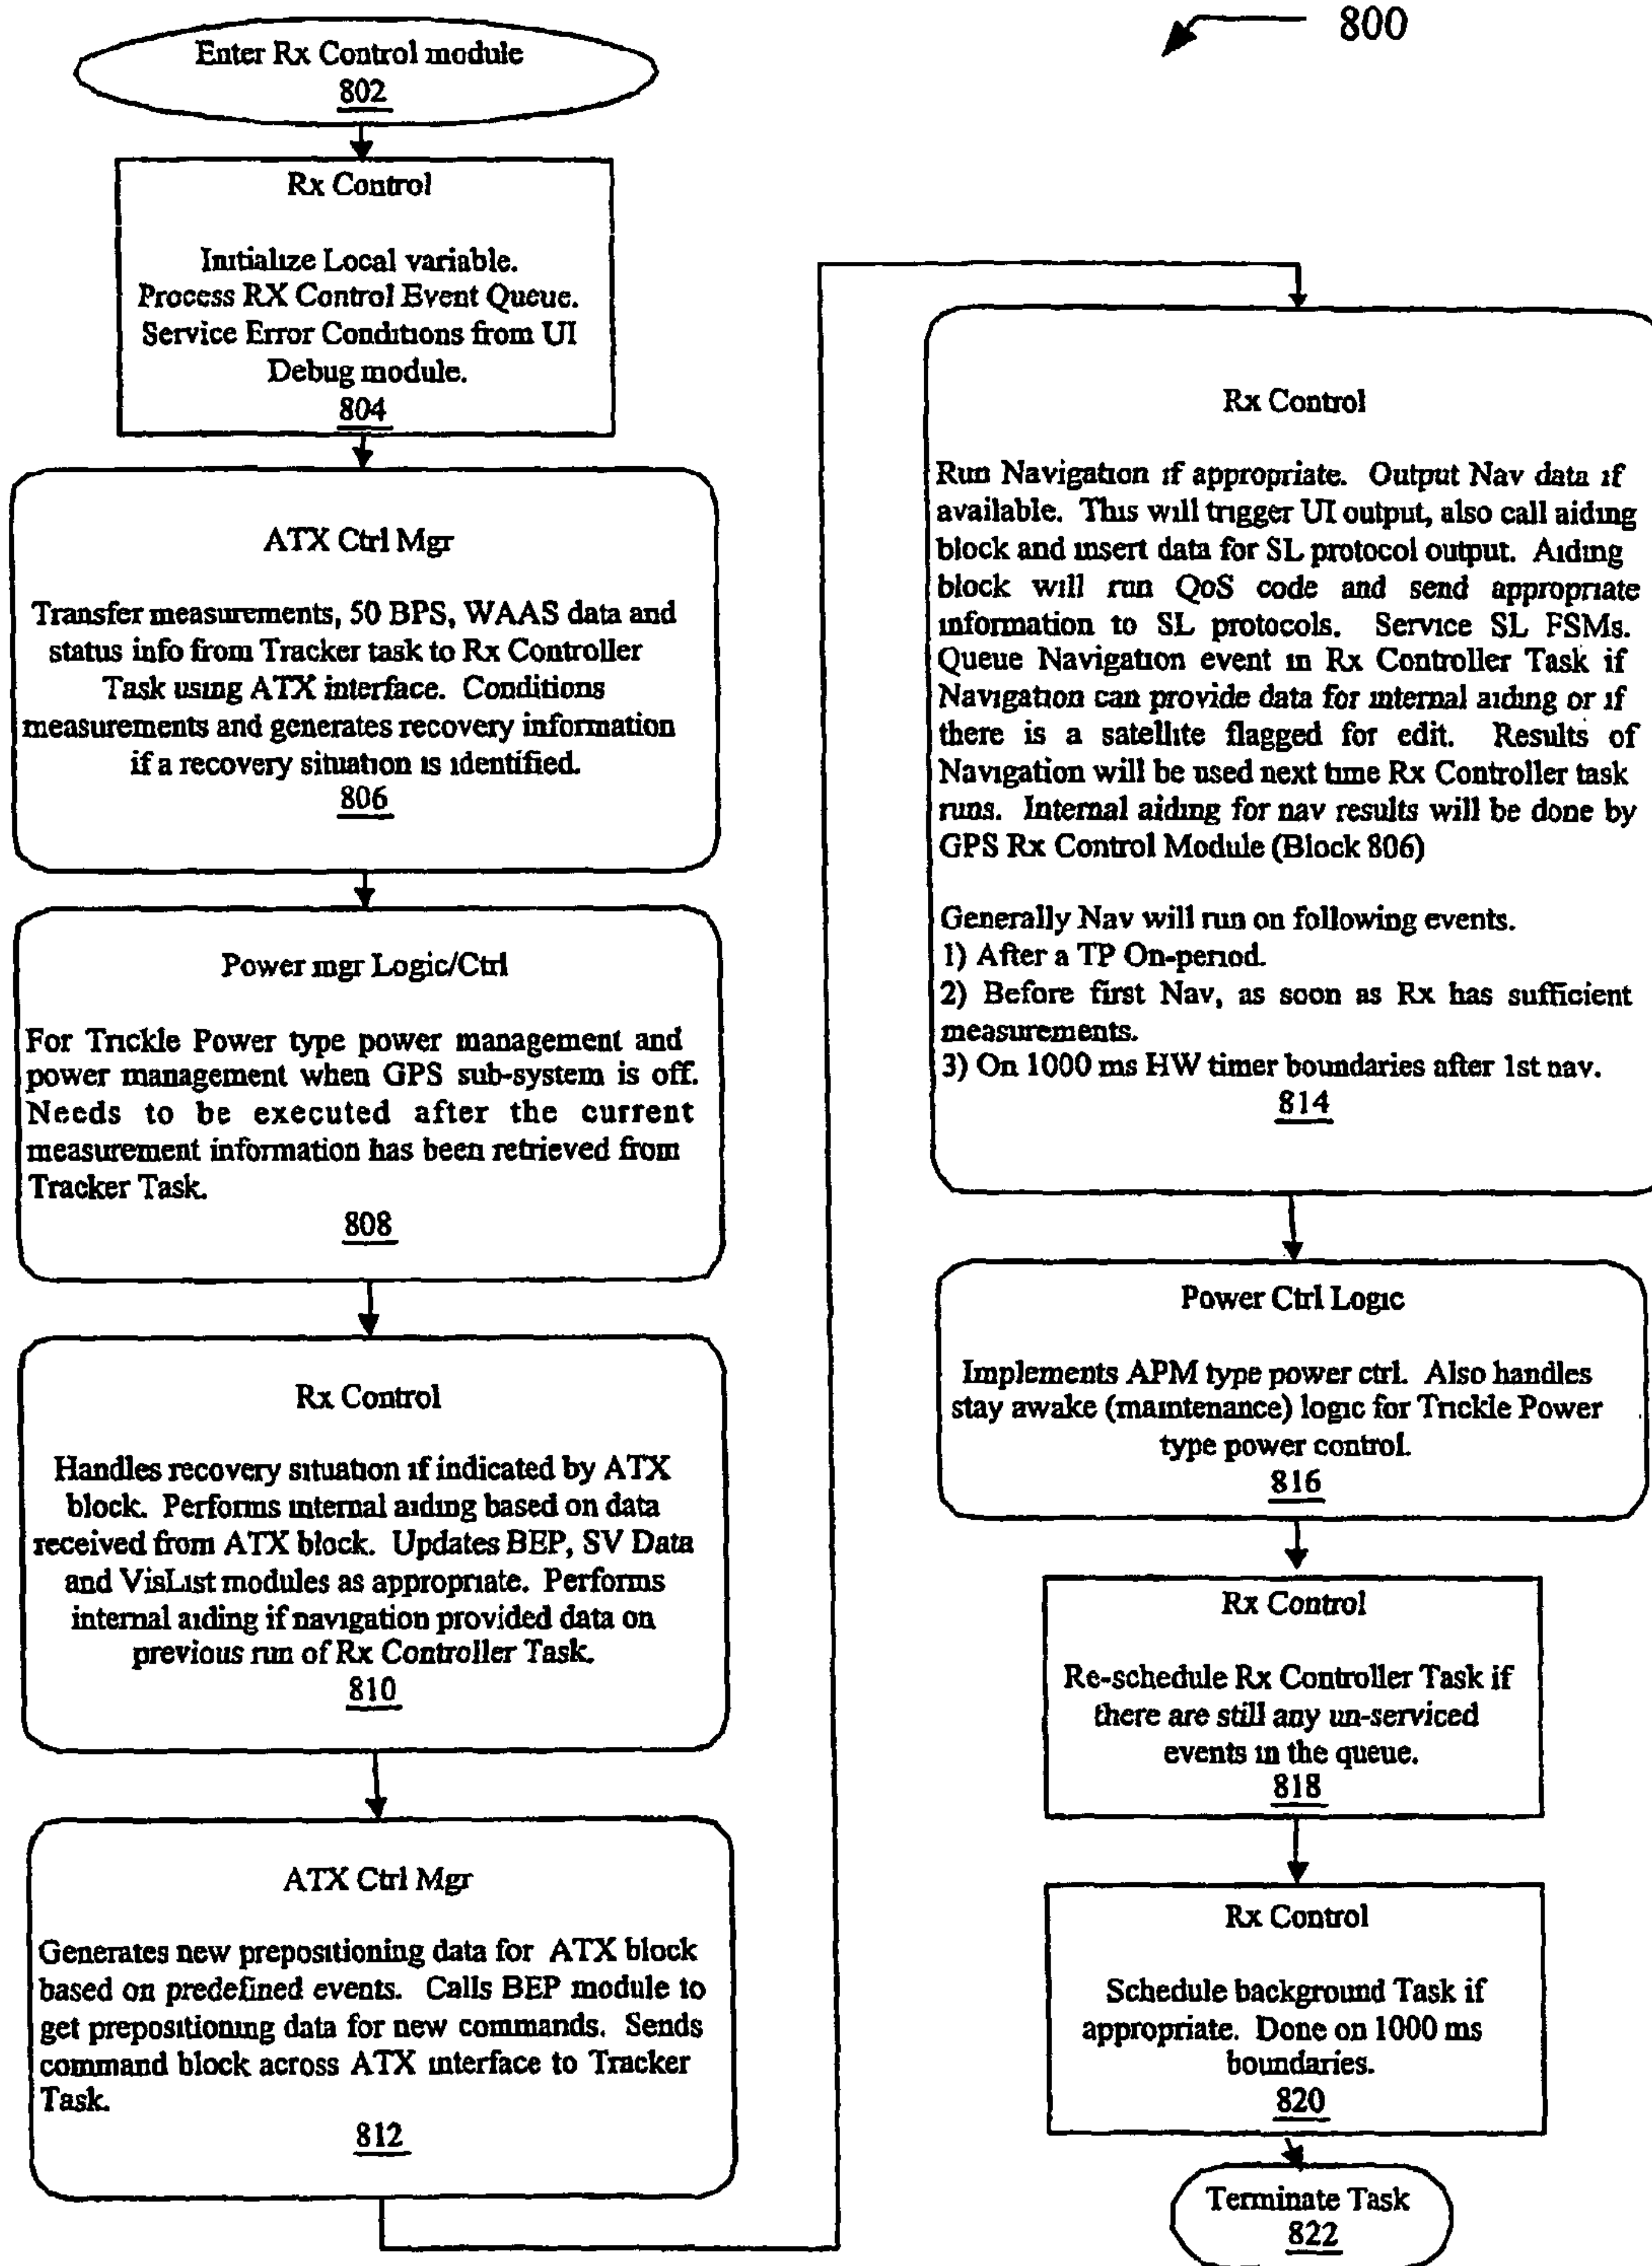 800
Enter Rx Control module
802
Rx Control
Initialize Local variable.
Process RX Control Event Queue.
Service Error Conditions from UI
Debug module.
804
ATX Ctrl Mgr
Transfer measurements, 50 BPS, WAAS data and
status info from Tracker task to Rx Controller
Task using ATX interface. Conditions
measurements and generates recovery information
if a recovery situation is identified.
806
Power mgr Logic/Ctrl
For Trickle Power type power management and
power management when GPS sub-system is off.
Needs to be executed after the current
measurement information has been retrieved from
Tracker Task.
808
Rx Control
Handles recovery situation if indicated by ATX
block. Performs internal aiding based on data
received from ATX block. Updates BEP, SV Data
and VisList modules as appropriate. Performs
internal aiding if navigation provided data on
previous run of Rx Controller Task.
810
ATX Ctrl Mgr
Generates new prepositioning data for ATX block
based on predefined events. Calls BEP module to
get prepositioning data for new commands. Sends
command block across ATX interface to Tracker
Task.
812
Rx Control
Run Navigation if appropriate. Output Nav data if
available. This will trigger UI output, also call aiding
block and insert data for SL protocol output. Aiding
block will run QoS code and send appropriate
information to SL protocols. Service SL FSMs.
Queue Navigation event in Rx Controller Task if
Navigation can provide data for internal aiding or if
there is a satellite flagged for edit. Results of
Navigation will be used next time Rx Controller task
runs. Internal aiding for nav results will be done by
GPS Rx Control Module (Block 806)
Generally Nav will run on following events.
1) After a TP On-period.
2) Before first Nav, as soon as Rx has sufficient
measurements.
3) On 1000 ms HW timer boundaries after 1st nav.
814
Power Ctrl Logic
Implements APM type power ctrl. Also handles
stay awake (maintenance) logic for Trickle Power
type power control.
816
Rx Control
Re-schedule Rx Controller Task if
there are still any un-serviced
events in the queue.
818
Rx Control
Schedule background Task if
appropriate. Done on 1000 ms
boundaries.
820
Terminate Task
822